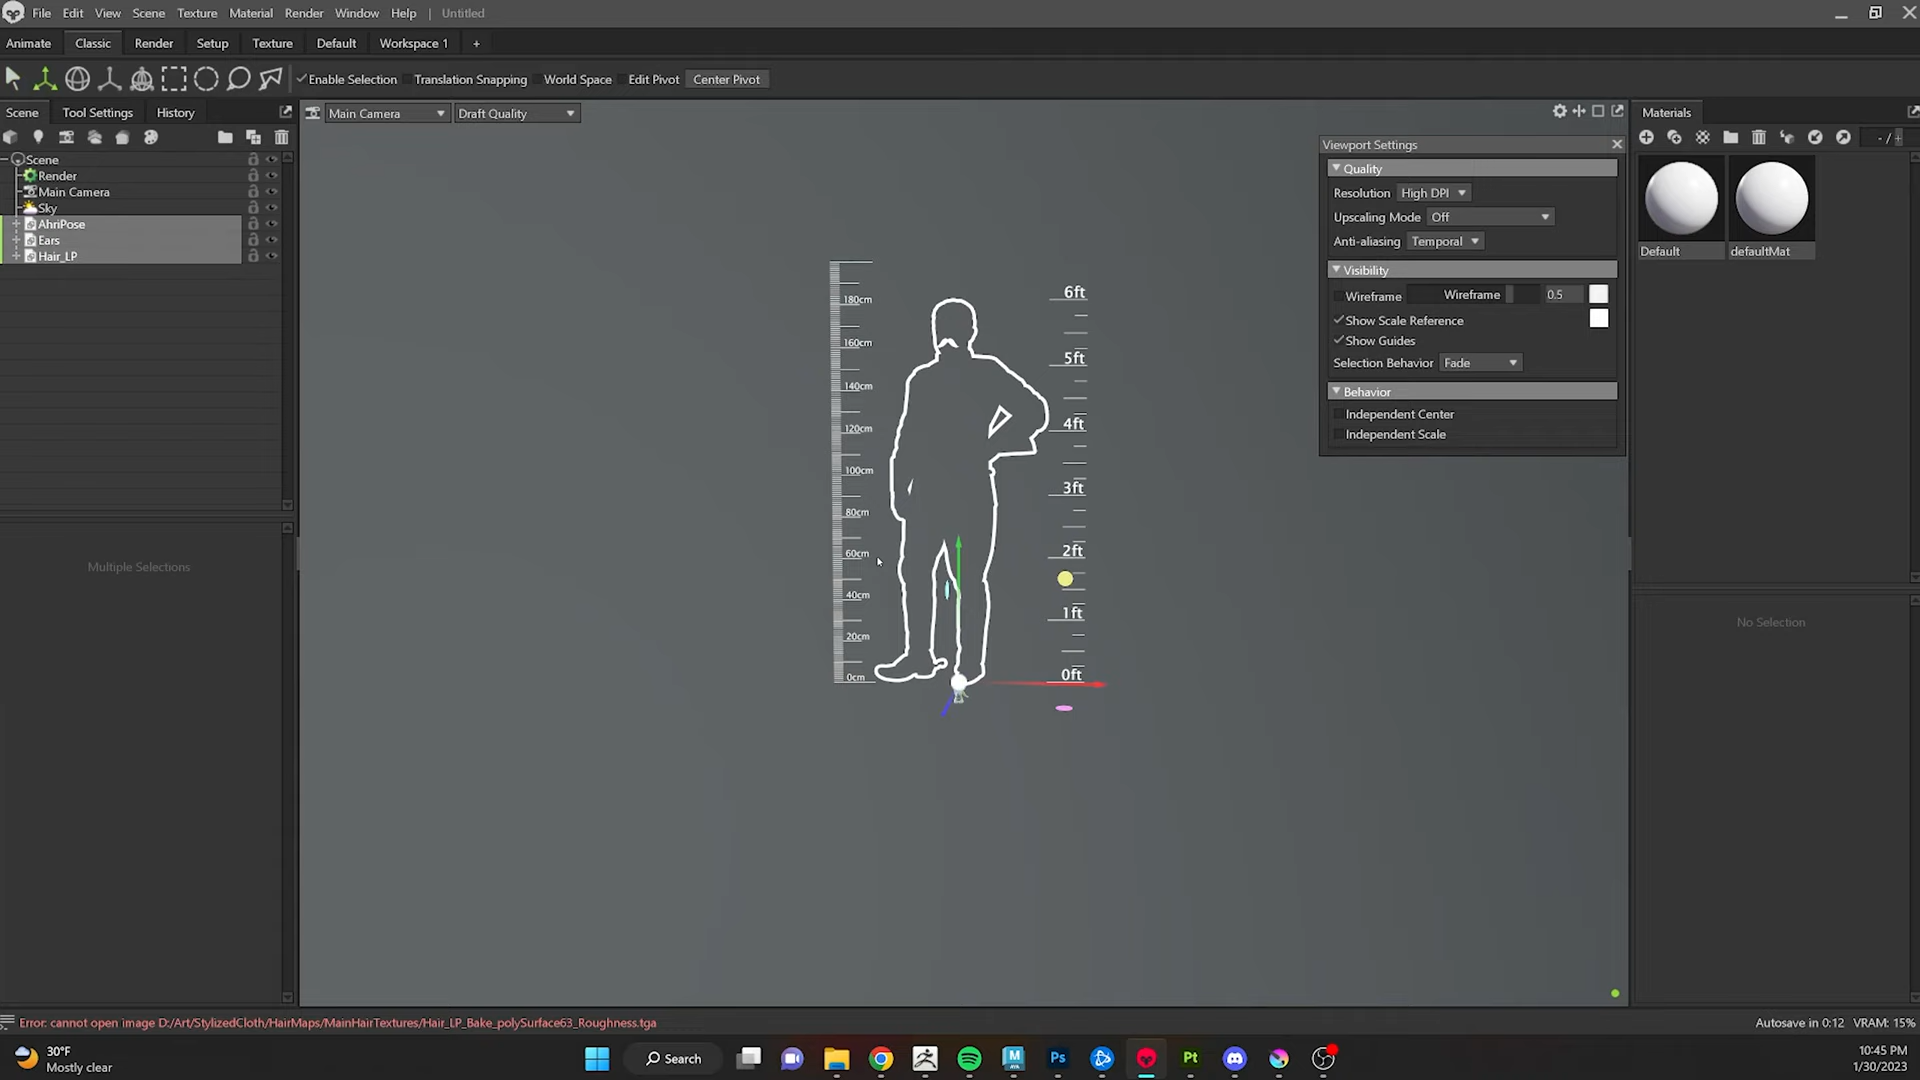 File Edit View Scene Texture Material Render Window Help | Untitled
Animate Classic Render Setup Texture Default Workspace 1 +
Enable Selection Translation Snapping World Space Edit Pivot Center Pivot
Scene Tool Settings History
Main Camera Draft Quality
Scene
Render
Main Camera
Sky
AhriPose
Ears
Hair_LP
Multiple Selections
180cm
160cm
140cm
120cm
100cm
80cm
60cm
40cm
20cm
0cm
6ft
5ft
4ft
3ft
2ft
1ft
0ft
Viewport Settings
Quality
Resolution High DPI
Upscaling Mode Off
Anti-aliasing Temporal
Visibility
Wireframe Wireframe 0.5
Show Scale Reference
Show Guides
Selection Behavior Fade
Behavior
Independent Center
Independent Scale
Materials
- / +
Default defaultMat
No Selection
Error: cannot open image D:/Art/StylizedCloth/HairMaps/MainHairTextures/Hair_LP_Bake_polySurface63_Roughness.tga
Autosave in 0:12 VRAM: 15%
30°F
Mostly clear
Search
M
Ps
Pt
10:45 PM
1/30/2023